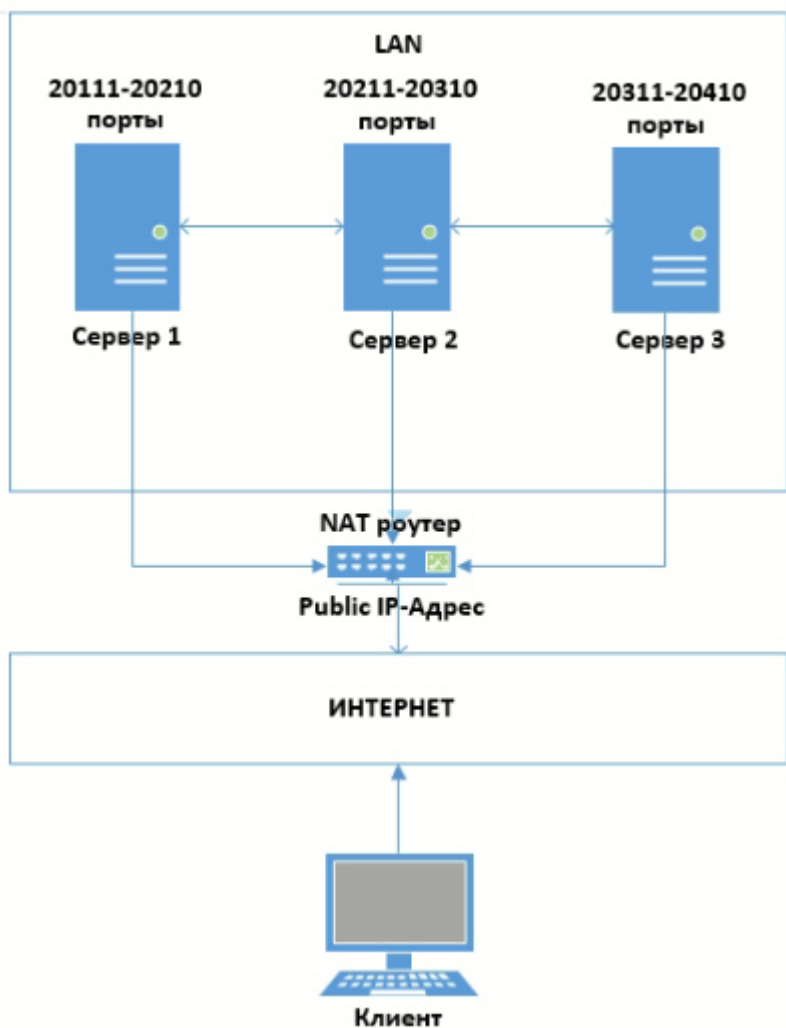 LAN
20111-20210
порты
20211-20310
порты
20311-20410
порты
Сервер 1
Сервер 2
Сервер 3
NAT роутер
Public IP-Адрес
ИНТЕРНЕТ
Клиент